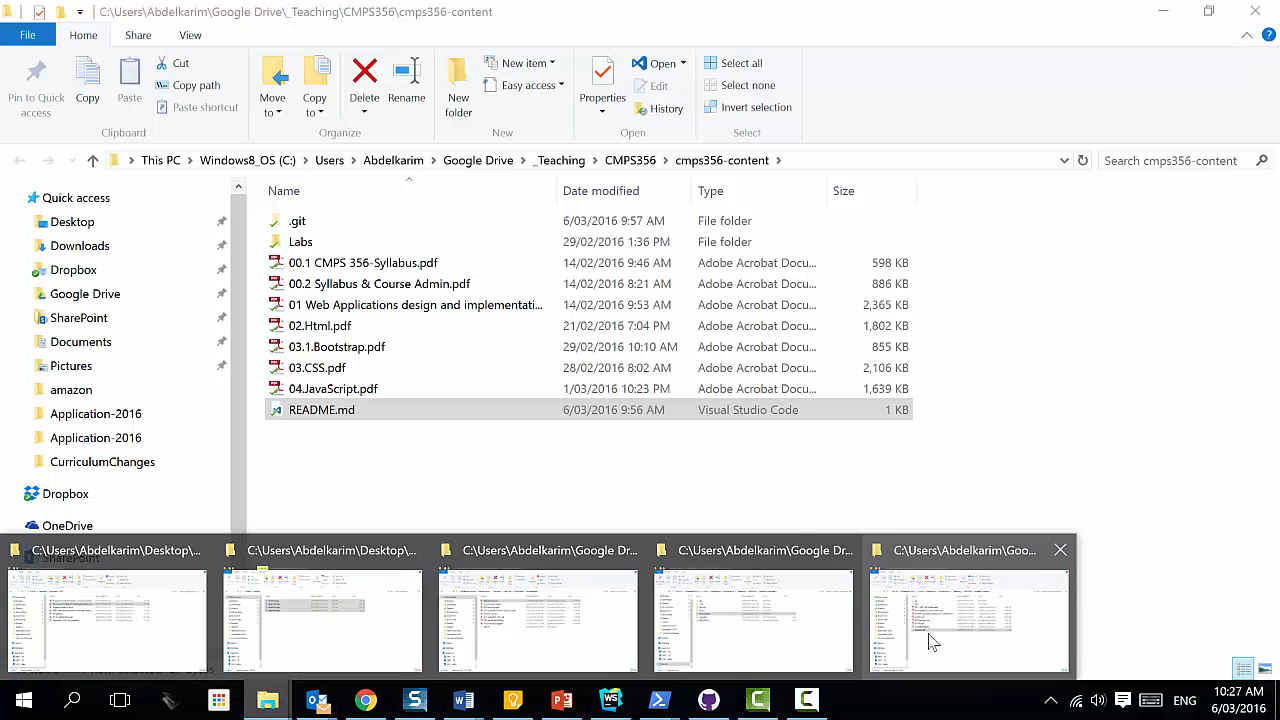 C:\Users\Abdelkarim\Google Drive\_Teaching\CMPS356\cmps356-content
File Home Share View
Pin to Quick access
Copy
Paste
Cut
Copy path
Paste shortcut
Clipboard
Move to
Copy to
Delete
Rename
Organize
New folder
New item
Easy access
New
Properties
Open
Edit
History
Open
Select all
Select none
Invert selection
Select
This PC Windows8_OS (C:) Users Abdelkarim Google Drive _Teaching CMPS356 cmps356-content
Search cmps356-content
Quick access
Desktop
Downloads
Dropbox
Google Drive
SharePoint
Documents
Pictures
amazon
Application-2016
Application-2016
CurriculumChanges
Dropbox
OneDrive
SharePoint
Name Date modified Type Size
.git 6/03/2016 9:57 AM File folder
Labs 29/02/2016 1:36 PM File folder
00.1 CMPS 356-Syllabus.pdf 14/02/2016 9:46 AM Adobe Acrobat Docu... 598 KB
00.2 Syllabus & Course Admin.pdf 14/02/2016 8:21 AM Adobe Acrobat Docu... 886 KB
01 Web Applications design and implementati... 14/02/2016 9:53 AM Adobe Acrobat Docu... 2,365 KB
02.Html.pdf 21/02/2016 7:04 PM Adobe Acrobat Docu... 1,802 KB
03.1.Bootstrap.pdf 29/02/2016 10:10 AM Adobe Acrobat Docu... 855 KB
03.CSS.pdf 28/02/2016 8:02 AM Adobe Acrobat Docu... 2,106 KB
04.JavaScript.pdf 1/03/2016 10:23 PM Adobe Acrobat Docu... 1,639 KB
README.md 6/03/2016 9:56 AM Visual Studio Code 1 KB
C:\Users\Abdelkarim\Desktop\...
C:\Users\Abdelkarim\Desktop\...
C:\Users\Abdelkarim\Google Dr...
C:\Users\Abdelkarim\Google Dr...
C:\Users\Abdelkarim\Goo...
ENG
10:27 AM
6/03/2016